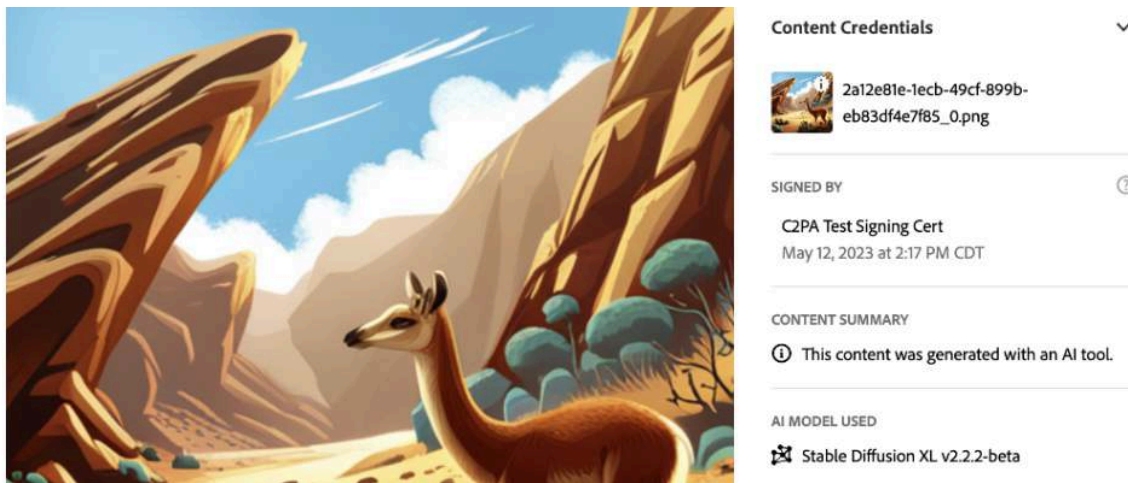 Content Credentials
2a12e81e-1ecb-49cf-899b-
eb83df4e7f85_0.png
SIGNED BY
C2PA Test Signing Cert
May 12, 2023 at 2:17 PM CDT
CONTENT SUMMARY
This content was generated with an AI tool.
AI MODEL USED
Stable Diffusion XL v2.2.2-beta